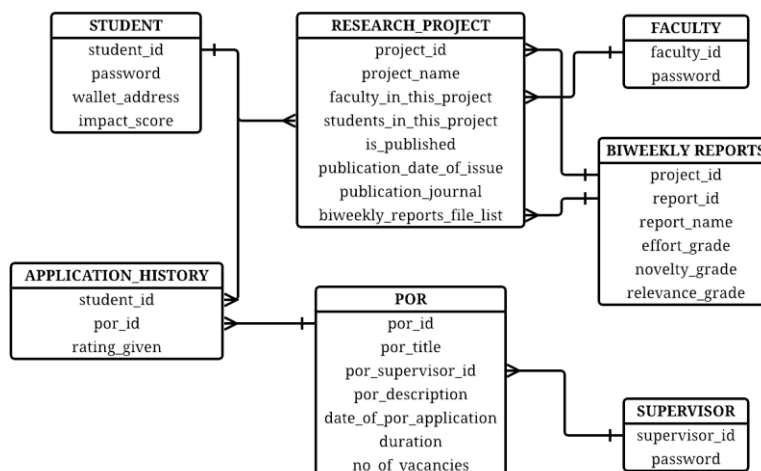 STUDENT
student_id
password
wallet_address
impact_score
RESEARCH_PROJECT
project_id
project_name
faculty_in_this_project
students_in_this_project
is_published
publication_date_of_issue
publication_journal
biweekly_reports_file_list
FACULTY
faculty_id
password
BIWEEKLY REPORTS
project_id
report_id
report_name
effort_grade
novelty_grade
relevance_grade
APPLICATION_HISTORY
student_id
por_id
rating_given
POR
por_id
por_title
por_supervisor_id
por_description
date_of_por_application
duration
no_of_vacancies
SUPERVISOR
supervisor_id
password